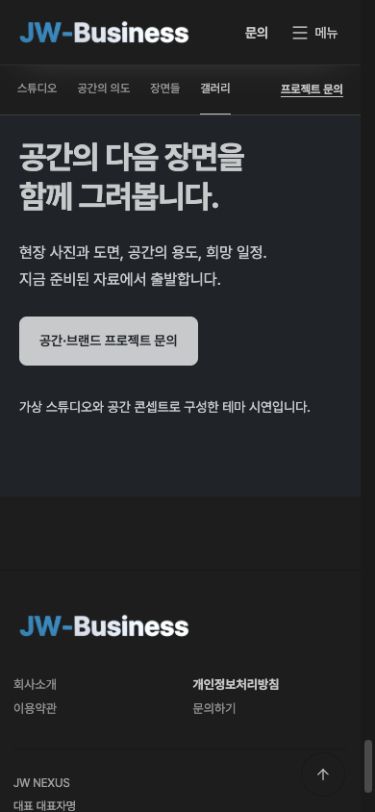 JW-Business
문의
메뉴
스튜디오 공간의 의도 장면들 갤러리 프로젝트 문의
공간의 다음 장면을
함께 그려봅니다.
현장 사진과 도면, 공간의 용도, 희망 일정.
지금 준비된 자료에서 출발합니다.
공간·브랜드 프로젝트 문의
가상 스튜디오와 공간 콘셉트로 구성한 테마 시연입니다.
JW-Business
회사소개 개인정보처리방침
이용약관 문의하기
JW NEXUS
대표 대표자명